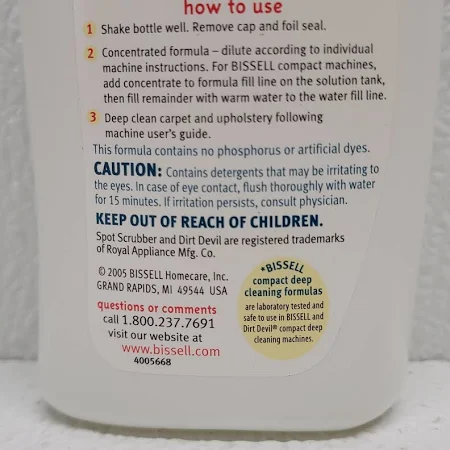 how to use
1 Shake bottle well. Remove cap and foil seal.
2 Concentrated formula – dilute according to individual
machine instructions. For BISSELL compact machines,
add concentrate to formula fill line on the solution tank,
then fill remainder with warm water to the water fill line.
3 Deep clean carpet and upholstery following
machine user's guide.
This formula contains no phosphorus or artificial dyes.
CAUTION: Contains detergents that may be irritating to
the eyes. In case of eye contact, flush thoroughly with water
for 15 minutes. If irritation persists, consult physician.
KEEP OUT OF REACH OF CHILDREN.
Spot Scrubber and Dirt Devil are registered trademarks
of Royal Appliance Mfg. Co.
© 2005 BISSELL Homecare, Inc.
GRAND RAPIDS, MI 49544 USA
questions or comments
call 1.800.237.7691
visit our website at
www.bissell.com
4005668
*BISSELL
compact deep
cleaning formulas
are laboratory tested and
safe to use in BISSELL and
Dirt Devil® compact deep
cleaning machines.